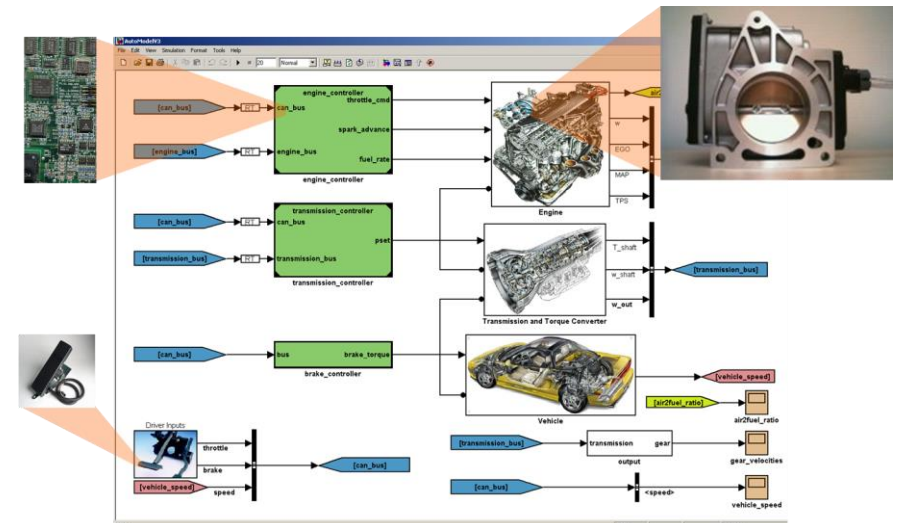 AutoModelV3
File Edit View Simulation Format Tools Help
20 Normal
engine_controller
[can_bus] RT can_bus throttle_cmd
spark_advance
[engine_bus] RT engine_bus fuel_rate
engine_controller
w
EGO
MAP
TPS
Engine
transmission_controller
[can_bus] RT can_bus
pset
[transmission_bus] RT transmission_bus
transmission_controller
T_shaft
w_shaft
[transmission_bus]
w_out
Transmission and Torque Converter
[can_bus] bus brake_torque
brake_controller
[vehicle_speed]
Vehicle
[air2fuel_ratio]
air2fuel_ratio
Driver Inputs
throttle
brake
[can_bus]
[vehicle_speed] speed
[transmission_bus] transmission gear
output
gear_velocities
[can_bus] <speed>
vehicle_speed